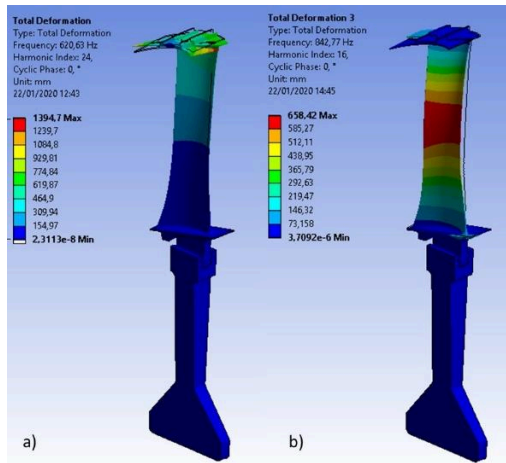 Total Deformation
Type: Total Deformation
Frequency: 620,63 Hz
Harmonic Index: 24,
Cyclic Phase: 0, °
Unit: mm
22/01/2020 12:43
1394,7 Max
1239,7
1084,8
929,81
774,84
619,87
464,9
309,94
154,97
2,3113e-8 Min
a)
Total Deformation 3
Type: Total Deformation
Frequency: 842,77 Hz
Harmonic Index: 16,
Cyclic Phase: 0, °
Unit: mm
22/01/2020 14:45
658,42 Max
585,27
512,11
438,95
365,79
292,63
219,47
146,32
73,158
3,7092e-6 Min
b)